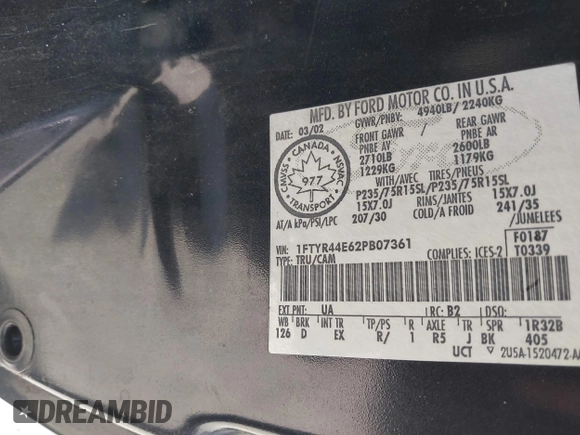 MFD. BY FORD MOTOR CO. IN U.S.A.
DATE: 03/02
GVWR/PNBV: 4940LB/ 2240KG
FRONT GAWR / REAR GAWR
PNBE AV PNBE AR
2710LB 2600LB
1229KG 1179KG
CANADA
CMVSS NSVAC
977
TRANSPORT
WITH/AVEC TIRES/PNEUS
P235/75R15SL/P235/75R15SL
15X7.0J RIMS/JANTES 15X7.0J
AT/A kPa/PSI/LPC 207/30 COLD/A FROID 241/35
/JUMELEES
VIN: 1FTYR44E62PB07361
TYPE: TRU/CAM COMPLIES: ICES-2
F0187
T0339
EXT PNT: UA RC: B2 DSO:
WB BRK INT TR TP/PS R AXLE TR SPR 1R32B
126 D EX R/ 1 R5 J BK 405
UCT 2U5A-1520472-AA
DREAMBID